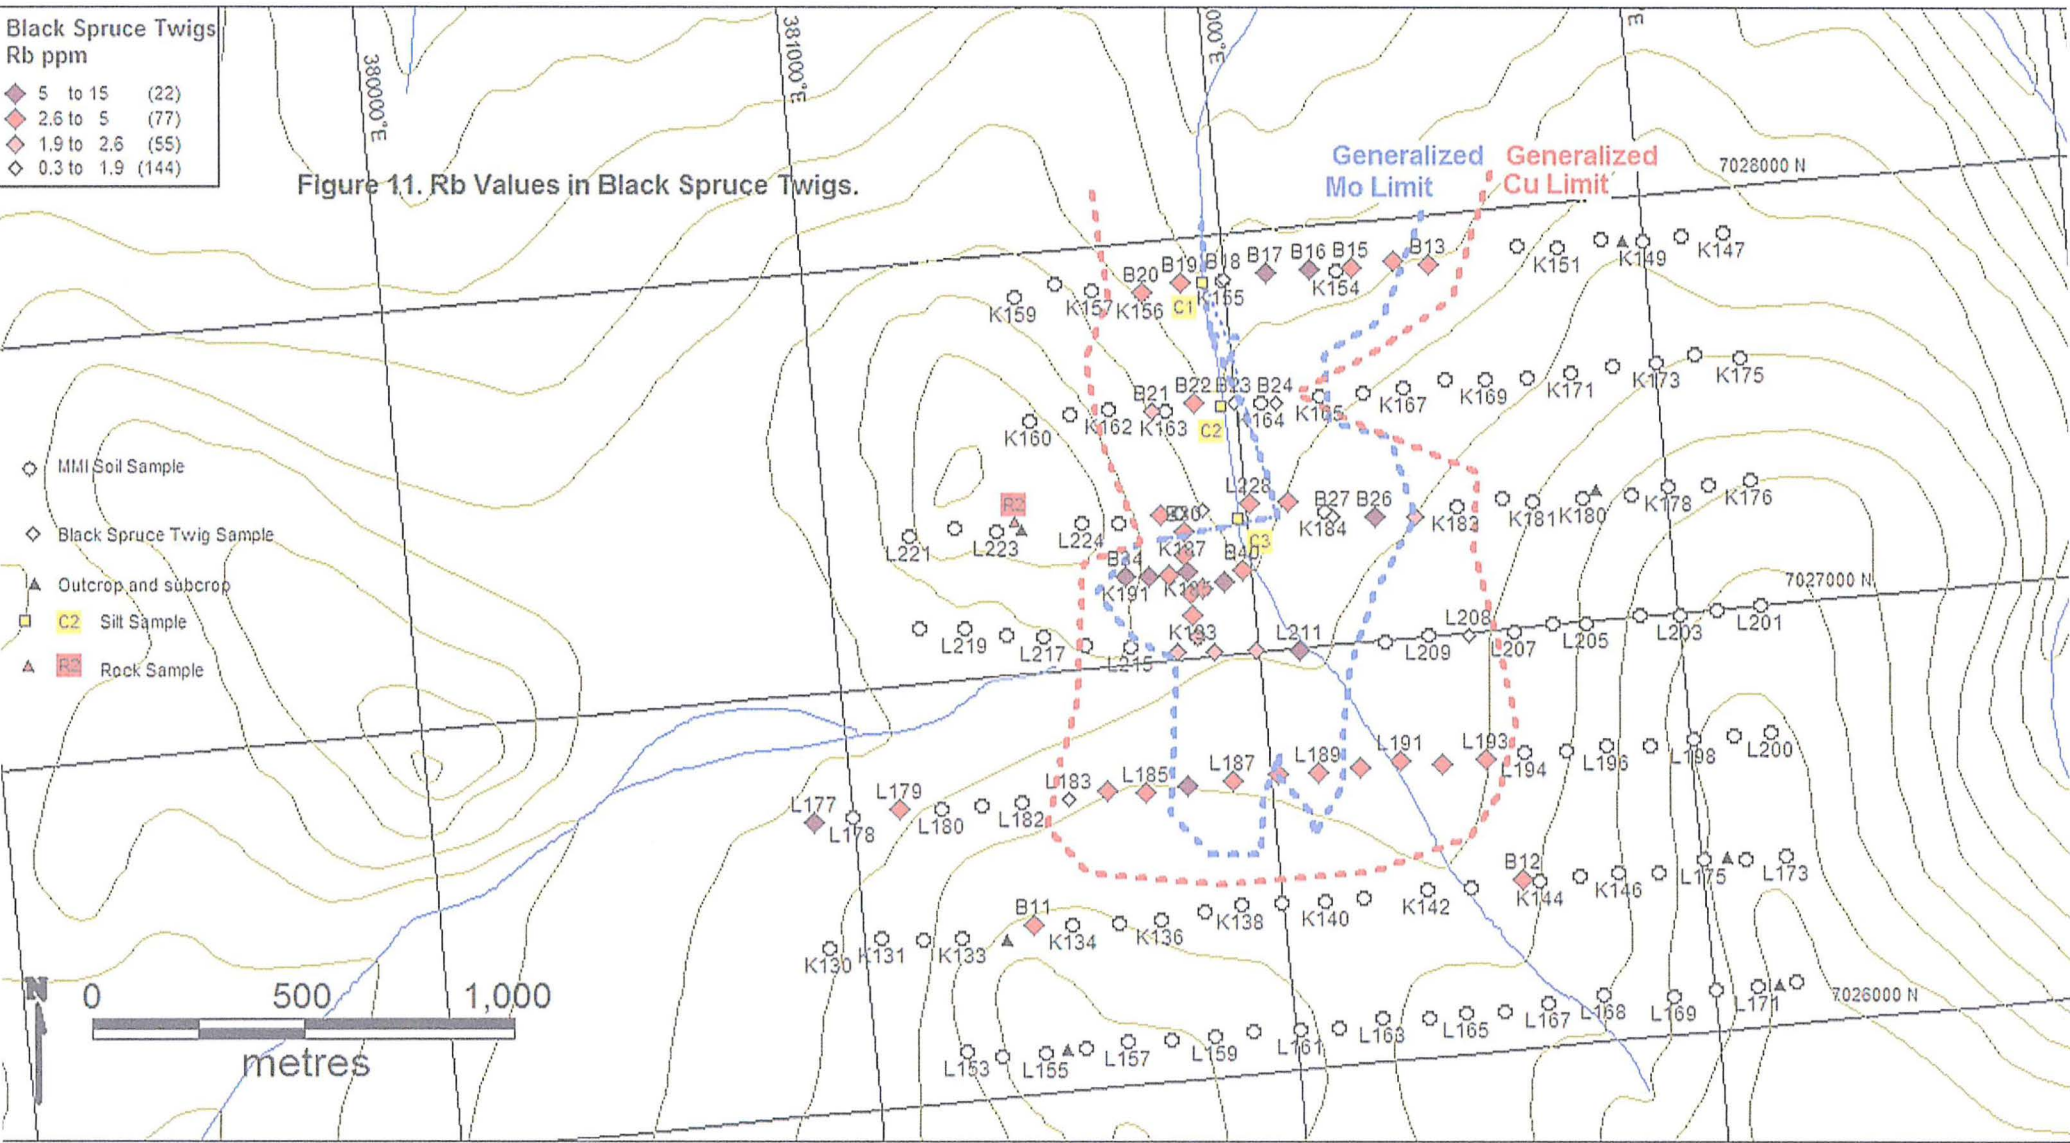 Black Spruce Twigs
Rb ppm
5 to 15 (22)
2.6 to 5 (77)
1.9 to 2.6 (55)
0.3 to 1.9 (144)
380000°E
381000°E
000°E
E
Figure 11. Rb Values in Black Spruce Twigs.
Generalized
Mo Limit
Generalized
Cu Limit
7028000 N
B20 B19 B18 B17 B16 B15 B13
K159 K157 K156 C1 K155 K154 K151 K149 K147
B21 B22 B23 B24
K160 K162 K163 C2 K164 K165 K167 K169 K171 K173 K175
MMI Soil Sample
R2
L228 B27 B26
Black Spruce Twig Sample
L221 L223 L224 K187 C3 K184 K183 K181 K180 K178 K176
B40
Outcrop and subcrop
K191
7027000 N
C2 Silt Sample
L219 L217 L215 K193 L211 L209 L208 L207 L205 L203 L201
R2 Rock Sample
L177 L178 L179 L180 L182 L183 L185 L187 L189 L191 L193 L194 L196 L198 L200
B12
K130 K131 K133 B11 K134 K136 K138 K140 K142 K144 K146 L175 L173
N
0 500 1,000
metres
L153 L155 L157 L159 L161 L163 L165 L167 L168 L169 L171
7026000 N